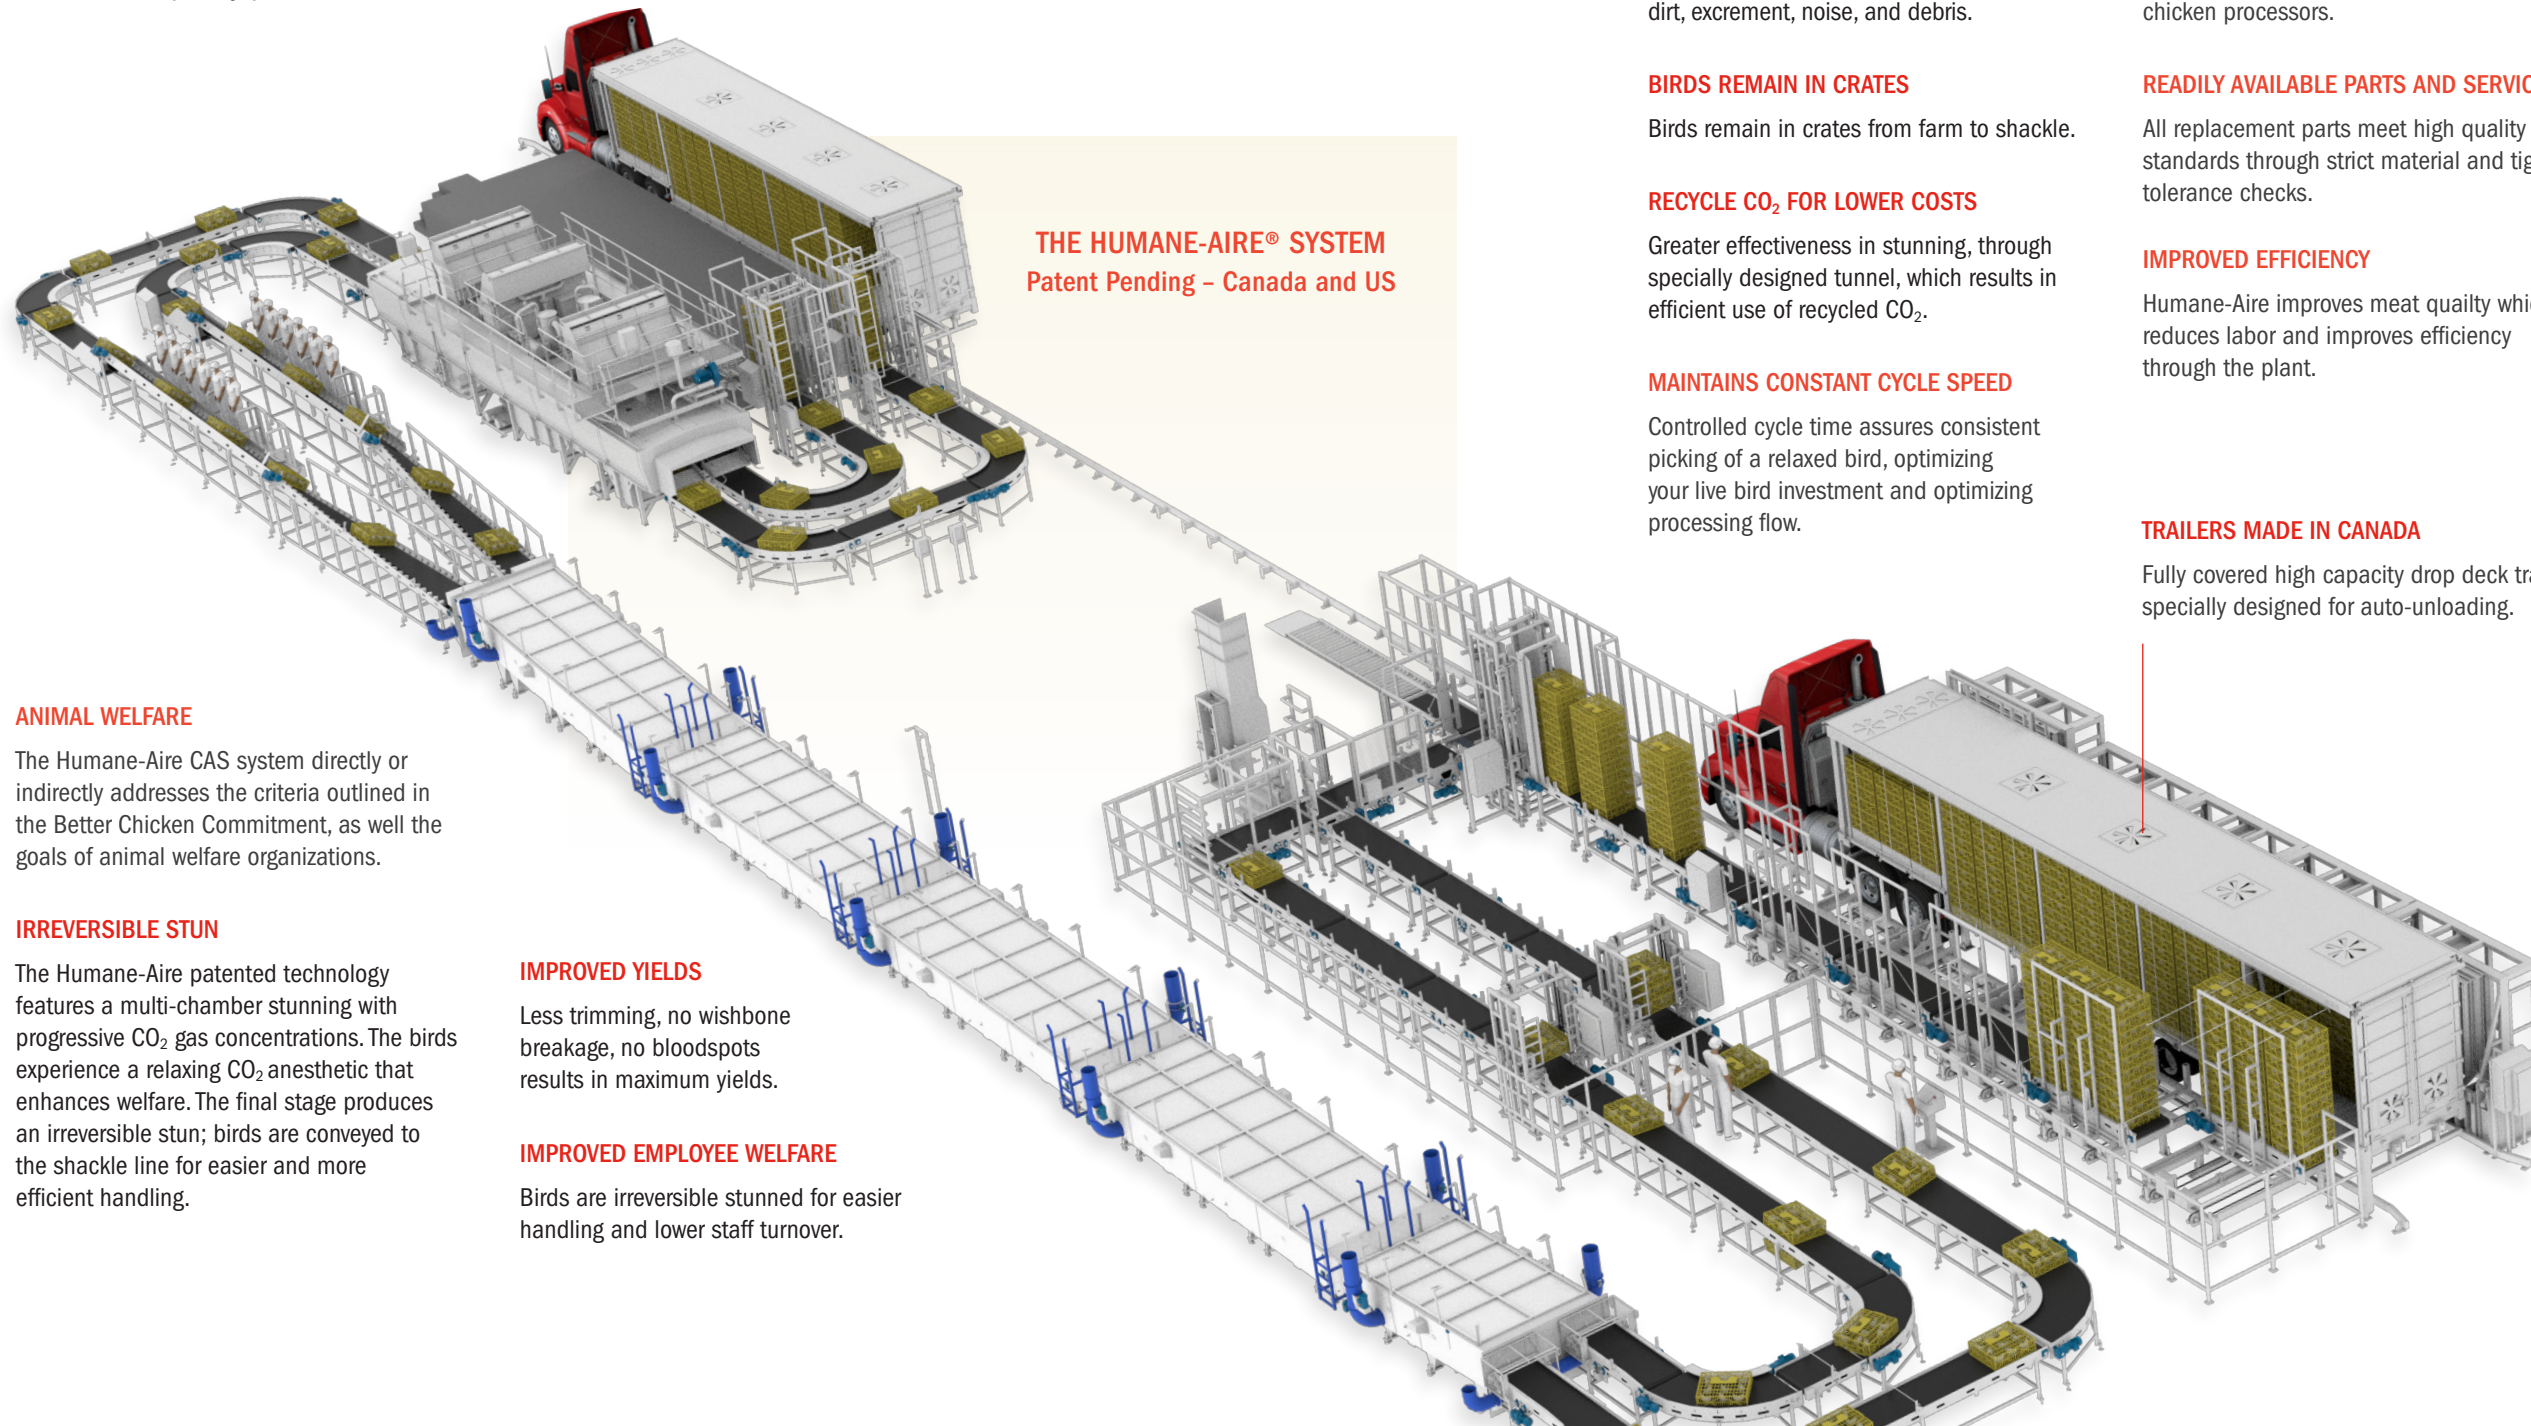 dirt, excrement, noise, and debris.
BIRDS REMAIN IN CRATES
Birds remain in crates from farm to shackle.
RECYCLE CO₂ FOR LOWER COSTS
Greater effectiveness in stunning, through
specially designed tunnel, which results in
efficient use of recycled CO₂.
MAINTAINS CONSTANT CYCLE SPEED
Controlled cycle time assures consistent
picking of a relaxed bird, optimizing
your live bird investment and optimizing
processing flow.
chicken processors.
READILY AVAILABLE PARTS AND
All replacement parts meet high quality
standards through strict material and
tolerance checks.
IMPROVED EFFICIENCY
Humane-Aire improves meat quailty
reduces labor and improves efficiency
through the plant.
TRAILERS MADE IN CANADA
Fully covered high capacity drop deck
specially designed for auto-unloading.
THE HUMANE-AIRE® SYSTEM
Patent Pending – Canada and US
ANIMAL WELFARE
The Humane-Aire CAS system directly or
indirectly addresses the criteria outlined in
the Better Chicken Commitment, as well the
goals of animal welfare organizations.
IRREVERSIBLE STUN
The Humane-Aire patented technology
features a multi-chamber stunning with
progressive CO₂ gas concentrations. The birds
experience a relaxing CO₂ anesthetic that
enhances welfare. The final stage produces
an irreversible stun; birds are conveyed to
the shackle line for easier and more
efficient handling.
IMPROVED YIELDS
Less trimming, no wishbone
breakage, no bloodspots
results in maximum yields.
IMPROVED EMPLOYEE WELFARE
Birds are irreversible stunned for easier
handling and lower staff turnover.